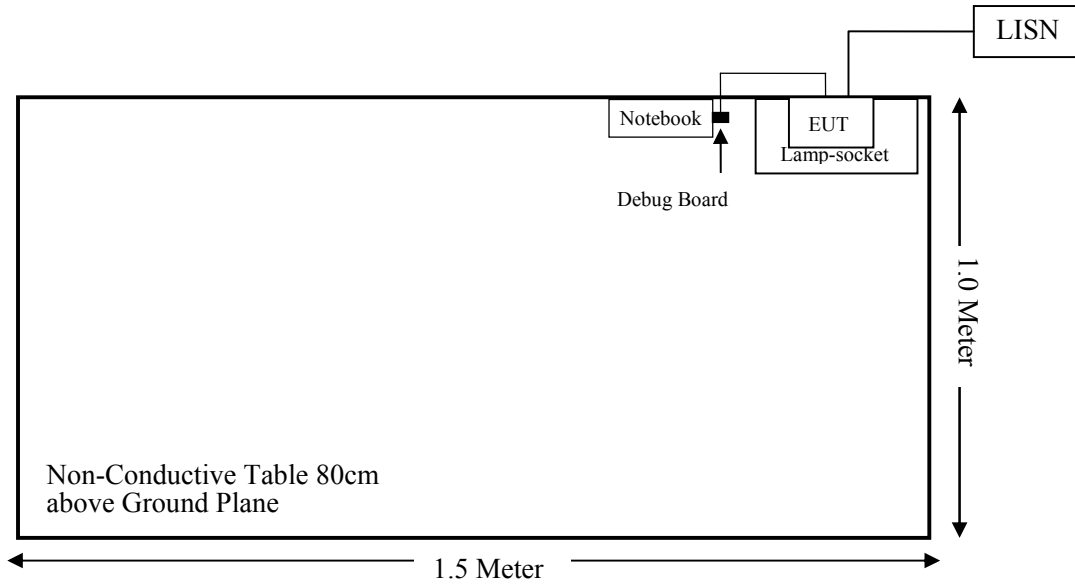 LISN
Notebook
EUT
Lamp-socket
Debug Board
1.0 Meter
Non-Conductive Table 80cm
above Ground Plane
1.5 Meter